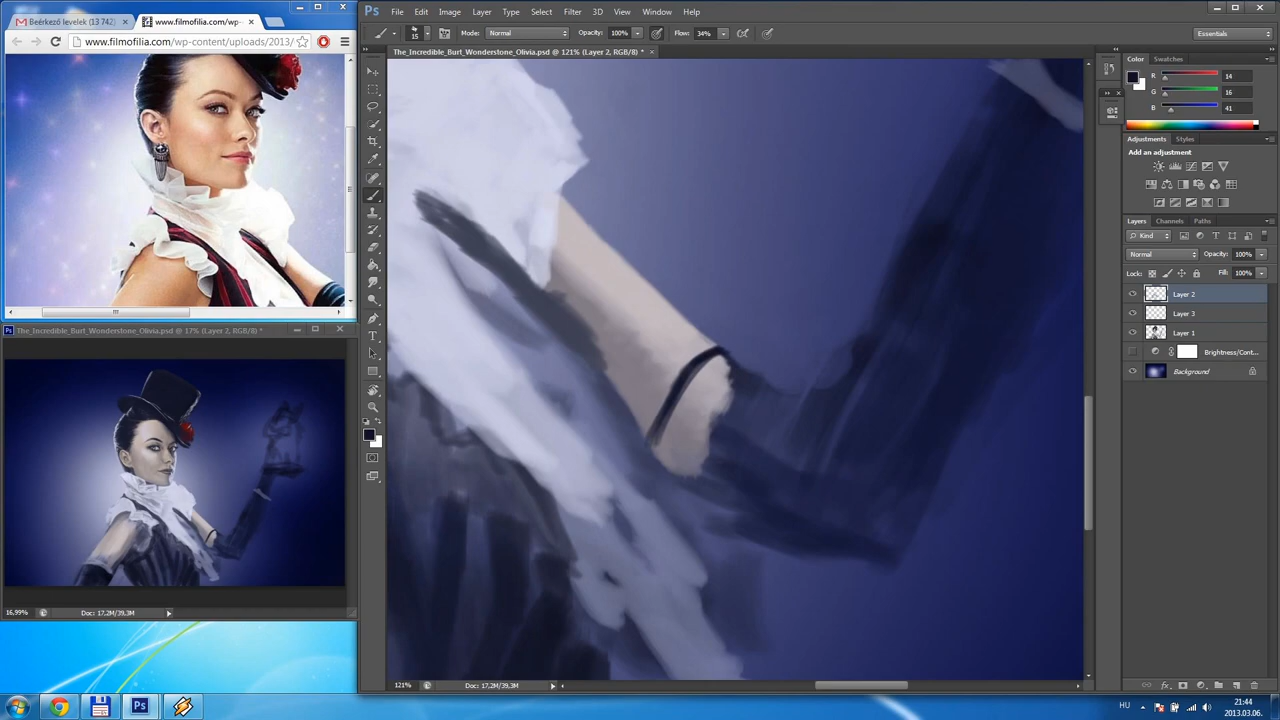 Beérkező levelek (13 742)
www.filmofilia.com/wp-
www.filmofilia.com/wp-content/uploads/2013/
Ps File Edit Image Layer Type Select Filter 3D View Window Help
15 Mode: Normal Opacity: 100% Flow: 34% Essentials
The_Incredible_Burt_Wonderstone_Olivia.psd @ 121% (Layer 2, RGB/8) *
Color Swatches
R 14
G 16
B 41
Adjustments Styles
Add an adjustment
Layers Channels Paths
Kind
Normal Opacity: 100%
Lock: Fill: 100%
Layer 2
Layer 3
Layer 1
Brightness/Cont...
Background
Ps The_Incredible_Burt_Wonderstone_Olivia.psd @ 17% (Layer 2, RGB/8) *
16,99% Doc: 17,2M/39,3M
121% Doc: 17,2M/39,3M
Ps
HU 21:44
2013.03.06.